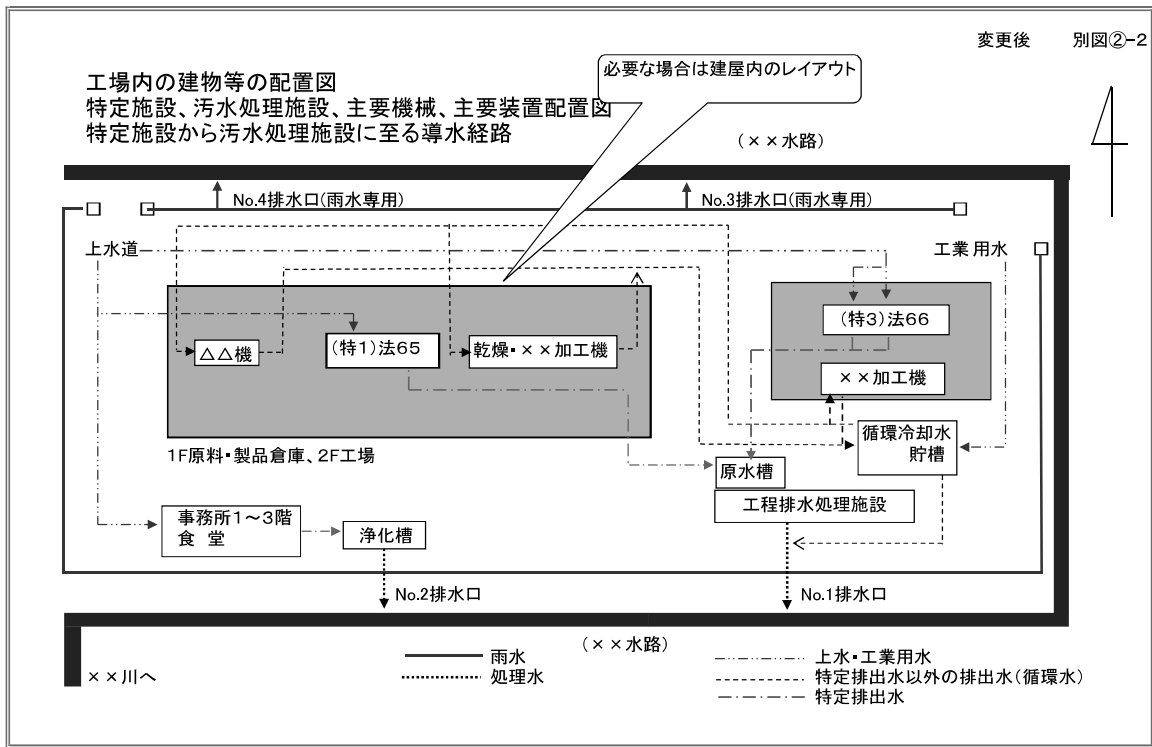 変更後 別図②-2
工場内の建物等の配置図
特定施設、汚水処理施設、主要機械、主要装置配置図
特定施設から汚水処理施設に至る導水経路
必要な場合は建屋内のレイアウト
(××水路)
No.4排水口(雨水専用)
No.3排水口(雨水専用)
上水道
工業用水
△△機
(特1)法65
乾燥・××加工機
(特3)法66
××加工機
1F原料・製品倉庫、2F工場
循環冷却水
貯槽
原水槽
工程排水処理施設
事務所1～3階
食 堂
浄化槽
No.2排水口
No.1排水口
(××水路)
××川へ
雨水
処理水
上水・工業用水
特定排出水以外の排出水(循環水)
特定排出水